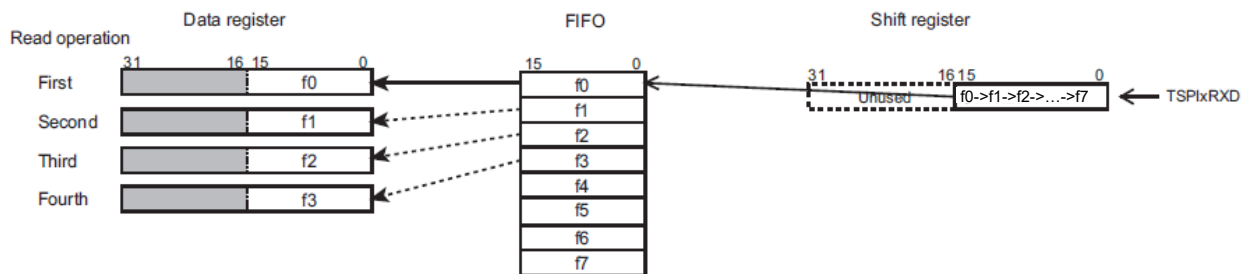 Data register
FIFO
Shift register
Read operation
31 16 15 0
15 0
31 16 15 0
First
f0
f0
Unused
f0->f1->f2->…->f7
TSPIxRXD
f1
Second
f1
f2
Third
f2
f3
Fourth
f3
f4
f5
f6
f7